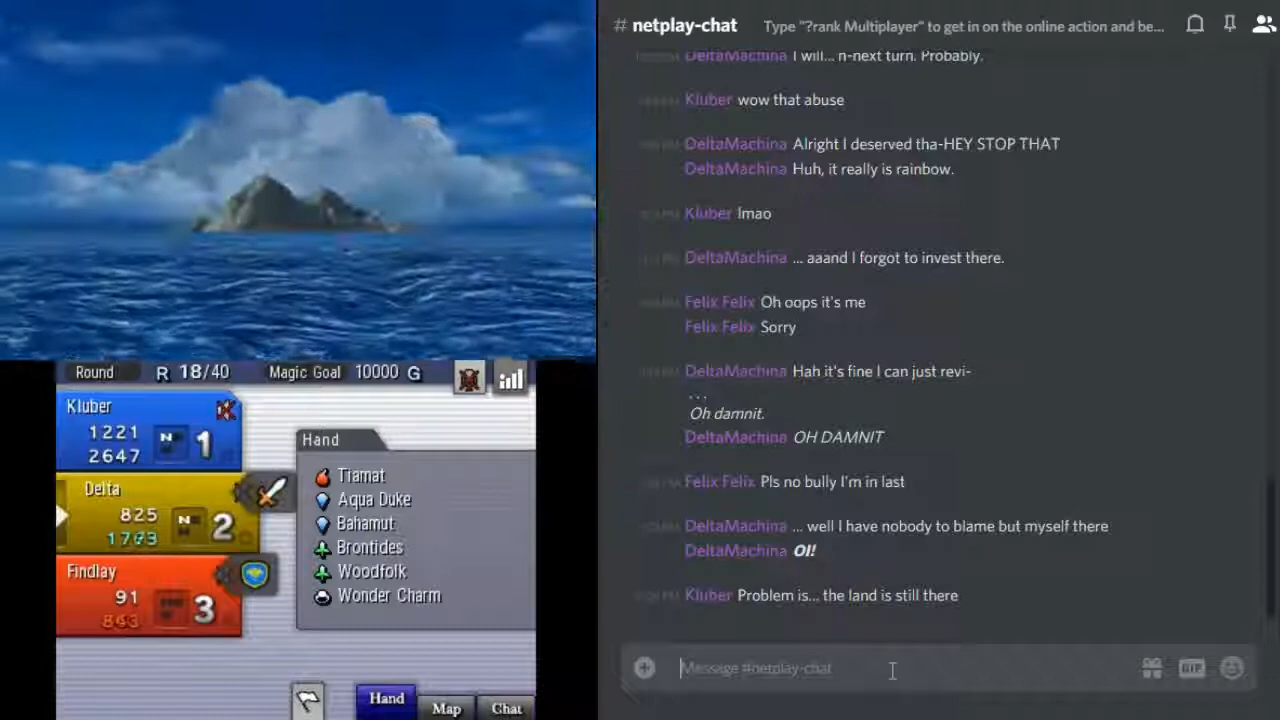 # netplay-chat Type "?rank Multiplayer" to get in on the online action and be...
DeltaMachina I will... n-next turn. Probably.
Kluber wow that abuse
DeltaMachina Alright I deserved tha-HEY STOP THAT
DeltaMachina Huh, it really is rainbow.
Kluber lmao
DeltaMachina ... aaand I forgot to invest there.
Felix Felix Oh oops it's me
Felix Felix Sorry
DeltaMachina Hah it's fine I can just revi-
...
Oh damnit.
DeltaMachina OH DAMNIT
Felix Felix Pls no bully I'm in last
DeltaMachina ... well I have nobody to blame but myself there
DeltaMachina OI!
Kluber Problem is... the land is still there
Message #netplay-chat
GIF
Round R 18/40 Magic Goal 10000 G
Kluber
1221
2647
N 1
Delta
825
1763
N 2
Findlay
91
843
3
Hand
Tiamat
Aqua Duke
Bahamut
Brontides
Woodfolk
Wonder Charm
Hand Map Chat